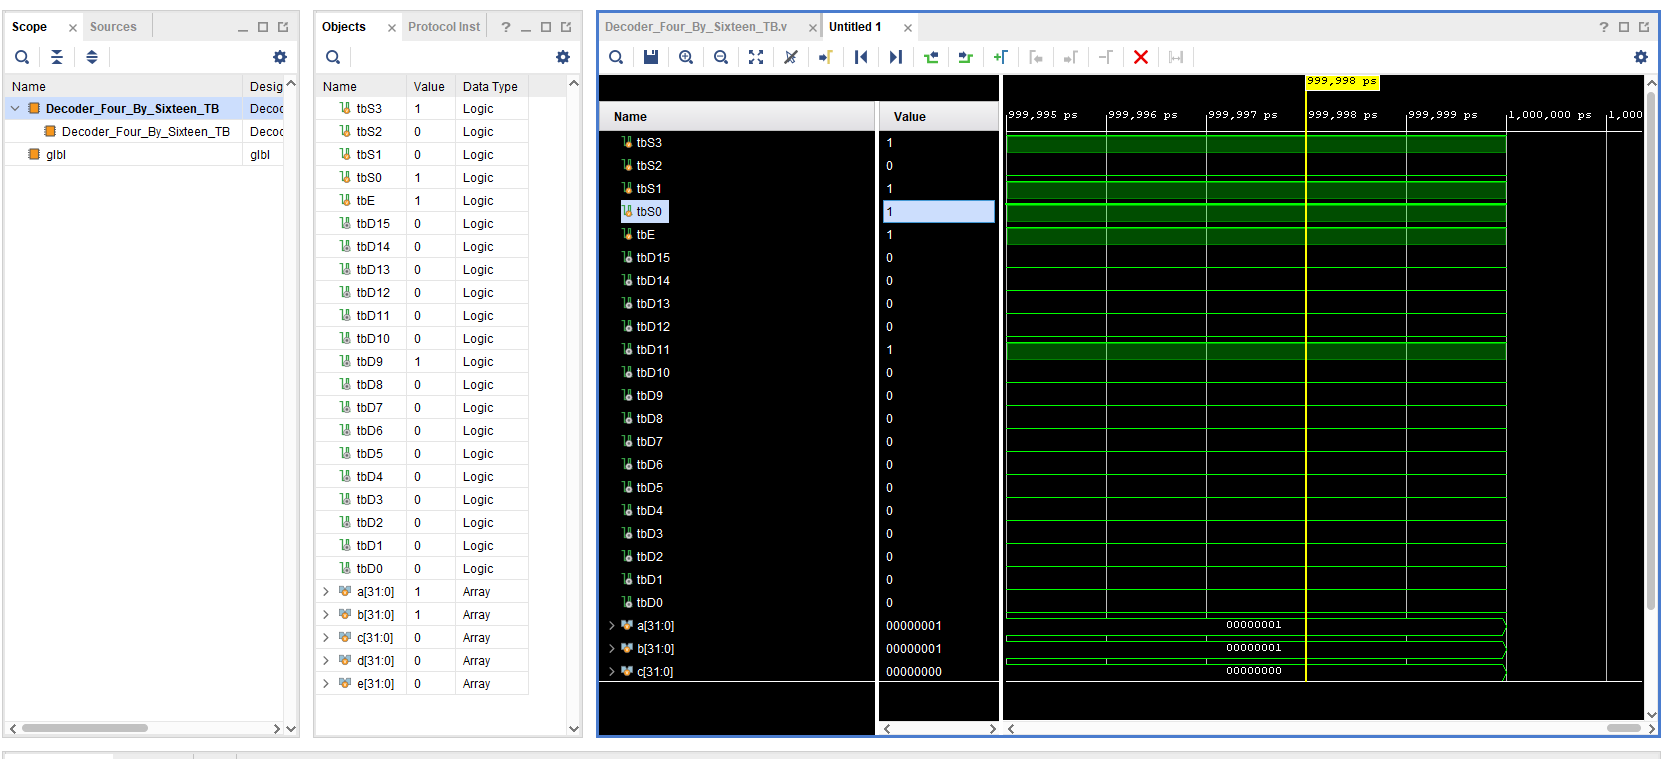 Scope Sources
Name Desig
Decoder_Four_By_Sixteen_TB Decoc
Decoder_Four_By_Sixteen_TB Decoc
glbl glbl
Objects Protocol Inst
Name Value Data Type
tbS3 1 Logic
tbS2 0 Logic
tbS1 0 Logic
tbS0 1 Logic
tbE 1 Logic
tbD15 0 Logic
tbD14 0 Logic
tbD13 0 Logic
tbD12 0 Logic
tbD11 0 Logic
tbD10 0 Logic
tbD9 1 Logic
tbD8 0 Logic
tbD7 0 Logic
tbD6 0 Logic
tbD5 0 Logic
tbD4 0 Logic
tbD3 0 Logic
tbD2 0 Logic
tbD1 0 Logic
tbD0 0 Logic
a[31:0] 1 Array
b[31:0] 1 Array
c[31:0] 0 Array
d[31:0] 0 Array
e[31:0] 0 Array
Decoder_Four_By_Sixteen_TB.v Untitled 1
999,998 ps
999,995 ps 999,996 ps 999,997 ps 999,998 ps 999,999 ps 1,000,000 ps 1,000
Name Value
tbS3 1
tbS2 0
tbS1 1
tbS0 1
tbE 1
tbD15 0
tbD14 0
tbD13 0
tbD12 0
tbD11 1
tbD10 0
tbD9 0
tbD8 0
tbD7 0
tbD6 0
tbD5 0
tbD4 0
tbD3 0
tbD2 0
tbD1 0
tbD0 0
a[31:0] 00000001 00000001
b[31:0] 00000001 00000001
c[31:0] 00000000 00000000